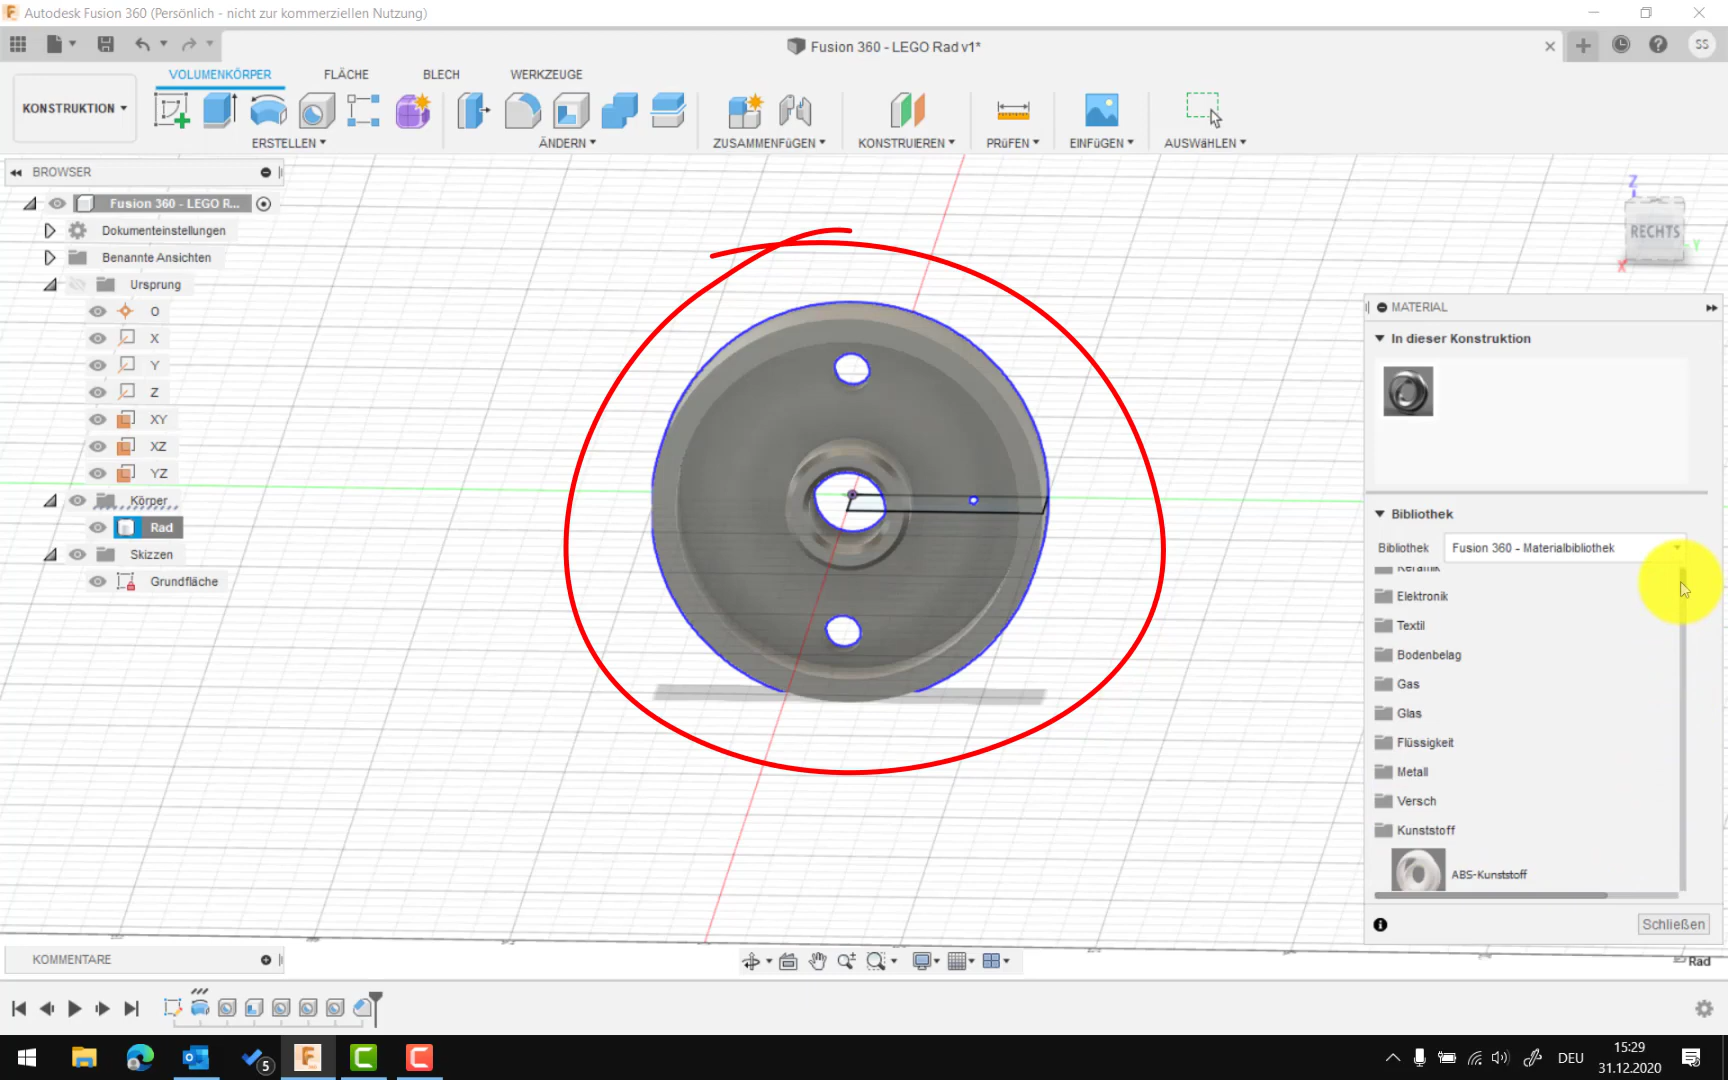 Autodesk Fusion 360 (Persönlich - nicht zur kommerziellen Nutzung)
Fusion 360 - LEGO Rad v1*
SS
KONSTRUKTION
VOLUMENKÖRPER
FLÄCHE
BLECH
WERKZEUGE
ERSTELLEN
ÄNDERN
ZUSAMMENFÜGEN
KONSTRUIEREN
PRÜFEN
EINFÜGEN
AUSWÄHLEN
BROWSER
Fusion 360 - LEGO R...
Dokumenteinstellungen
Benannte Ansichten
Ursprung
O
X
Y
Z
XY
XZ
YZ
Körper
Rad
Skizzen
Grundfläche
Z
RECHTS
Y
X
MATERIAL
In dieser Konstruktion
Bibliothek
Bibliothek
Fusion 360 - Materialbibliothek
Keramik
Elektronik
Textil
Bodenbelag
Gas
Glas
Flüssigkeit
Metall
Versch
Kunststoff
ABS-Kunststoff
Schließen
KOMMENTARE
Rad
5
DEU
15:29
31.12.2020